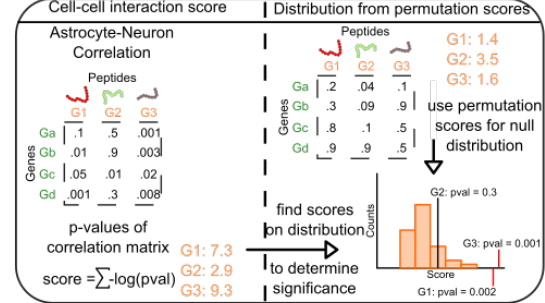 Cell-cell interaction score
Astrocyte-Neuron
Correlation
Peptides
G1 G2 G3
Genes
Ga .1 .5 .001
Gb .01 .9 .003
Gc .05 .01 .02
Gd .001 .3 .008
p-values of
correlation matrix
score =∑-log(pval)
G1: 7.3
G2: 2.9
G3: 9.3
Distribution from permutation scores
Peptides
G1 G2 G3
Genes
Ga .2 .04 .1
Gb .3 .09 .9
Gc .8 .1 .5
Gd .9 .9 .5
G1: 1.4
G2: 3.5
G3: 1.6
use permutation
scores for null
distribution
find scores
on distribution
to determine
significance
Counts
Score
G2: pval = 0.3
G3: pval = 0.001
G1: pval = 0.002